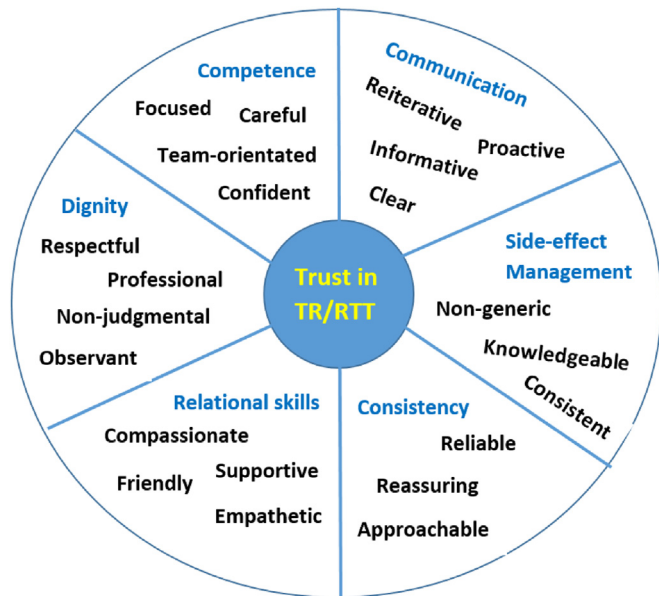 Competence
Focused
Careful
Team-orientated
Confident
Communication
Reiterative
Proactive
Informative
Clear
Side-effect
Management
Non-generic
Knowledgeable
Consistent
Consistency
Reliable
Reassuring
Approachable
Relational skills
Compassionate
Supportive
Friendly
Empathetic
Dignity
Respectful
Professional
Non-judgmental
Observant
Trust in
TR/RTT